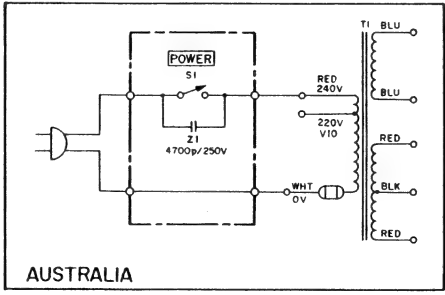 POWER
S1
Z1
4700p/250V
RED
240V
220V
V10
WHT
0V
T1
BLU
BLU
RED
BLK
RED
AUSTRALIA